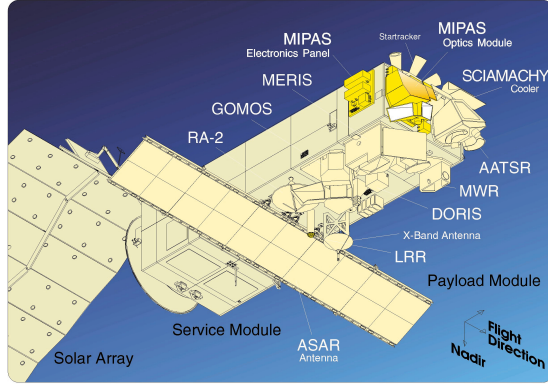 MIPAS
Electronics Panel
Startracker
MIPAS
Optics Module
MERIS
SCIAMACHY
Cooler
GOMOS
RA-2
AATSR
MWR
DORIS
X-Band Antenna
LRR
Payload Module
Service Module
ASAR
Antenna
Solar Array
Flight
Direction
Nadir